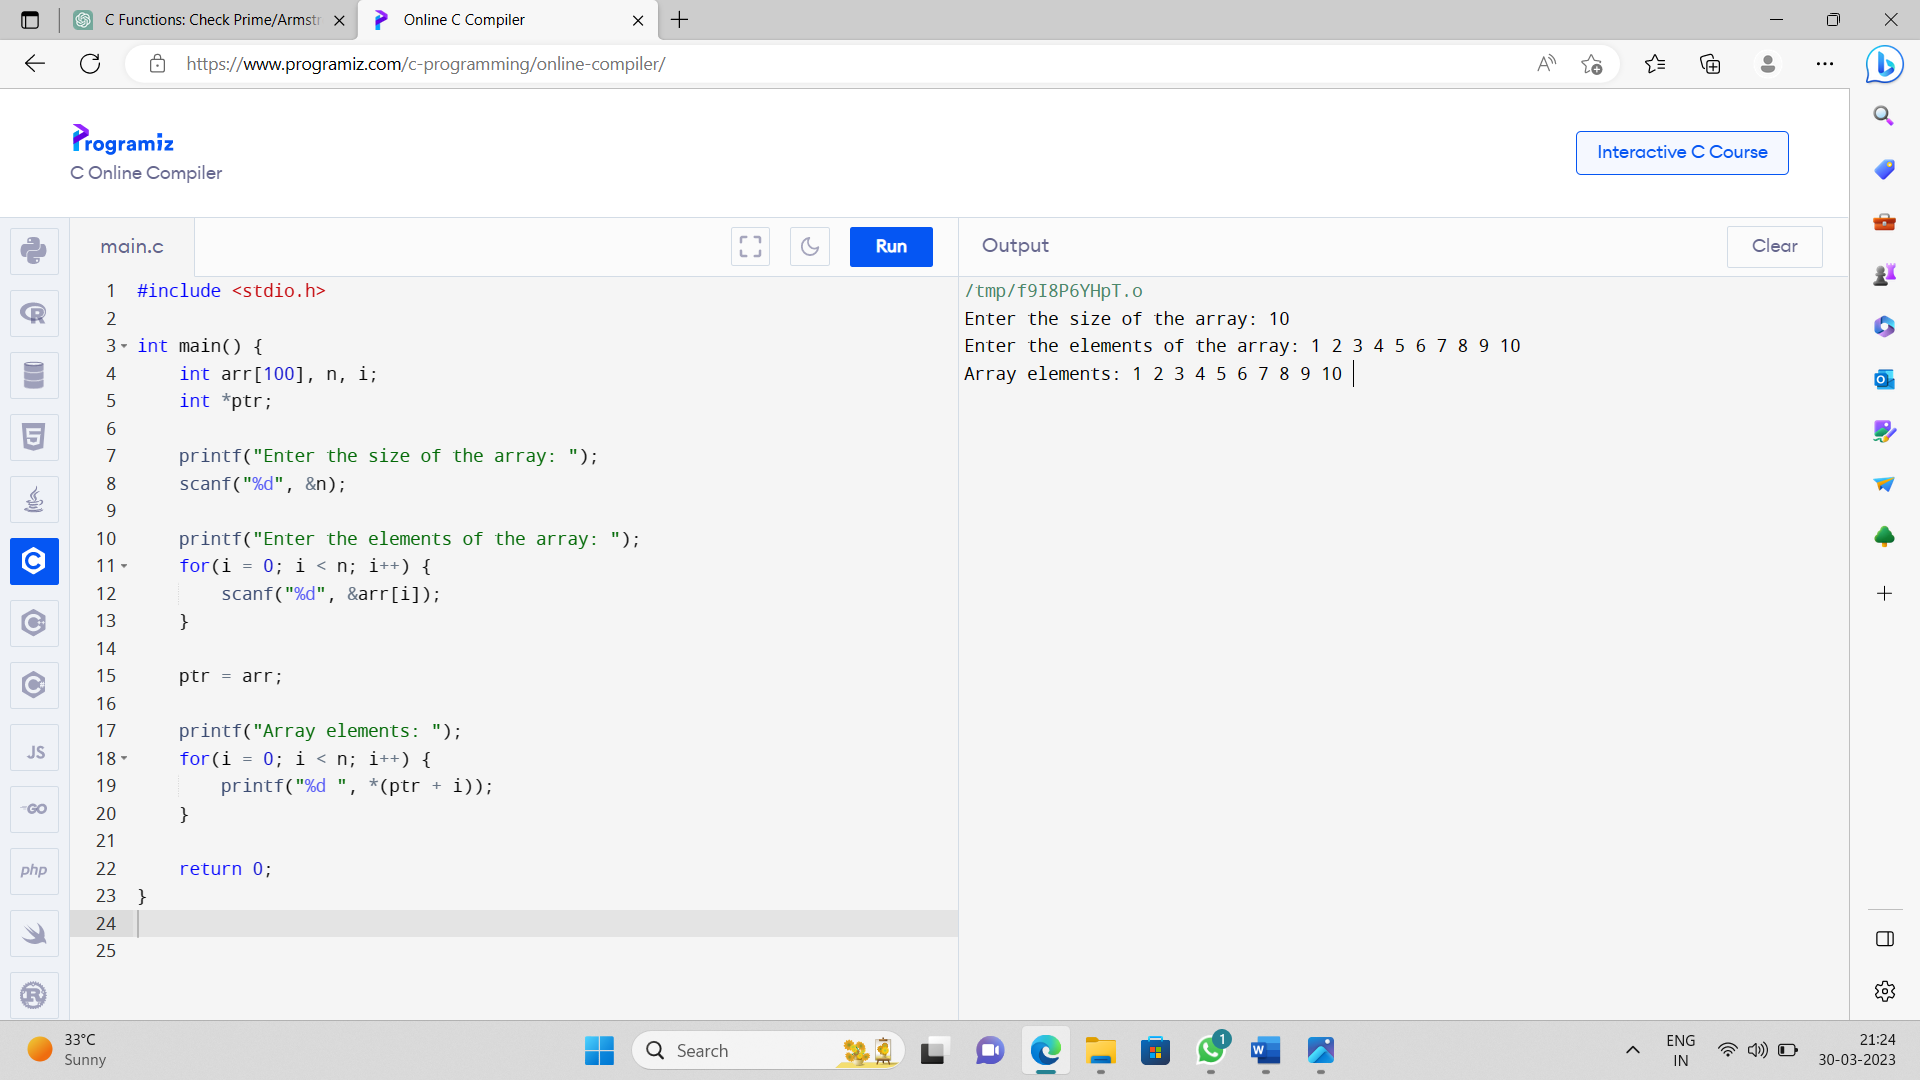 C Functions: Check Prime/Armstr
Online C Compiler
https://www.programiz.com/c-programming/online-compiler/
Programiz
C Online Compiler
Interactive C Course
main.c
Run
Output
Clear
1 #include <stdio.h>
2
3 int main() {
4     int arr[100], n, i;
5     int *ptr;
6
7     printf("Enter the size of the array: ");
8     scanf("%d", &n);
9
10     printf("Enter the elements of the array: ");
11     for(i = 0; i < n; i++) {
12         scanf("%d", &arr[i]);
13     }
14
15     ptr = arr;
16
17     printf("Array elements: ");
18     for(i = 0; i < n; i++) {
19         printf("%d ", *(ptr + i));
20     }
21
22     return 0;
23 }
24
25
/tmp/f9I8P6YHpT.o
Enter the size of the array: 10
Enter the elements of the array: 1 2 3 4 5 6 7 8 9 10
Array elements: 1 2 3 4 5 6 7 8 9 10
JS
GO
php
33°C
Sunny
Search
1
ENG
IN
21:24
30-03-2023